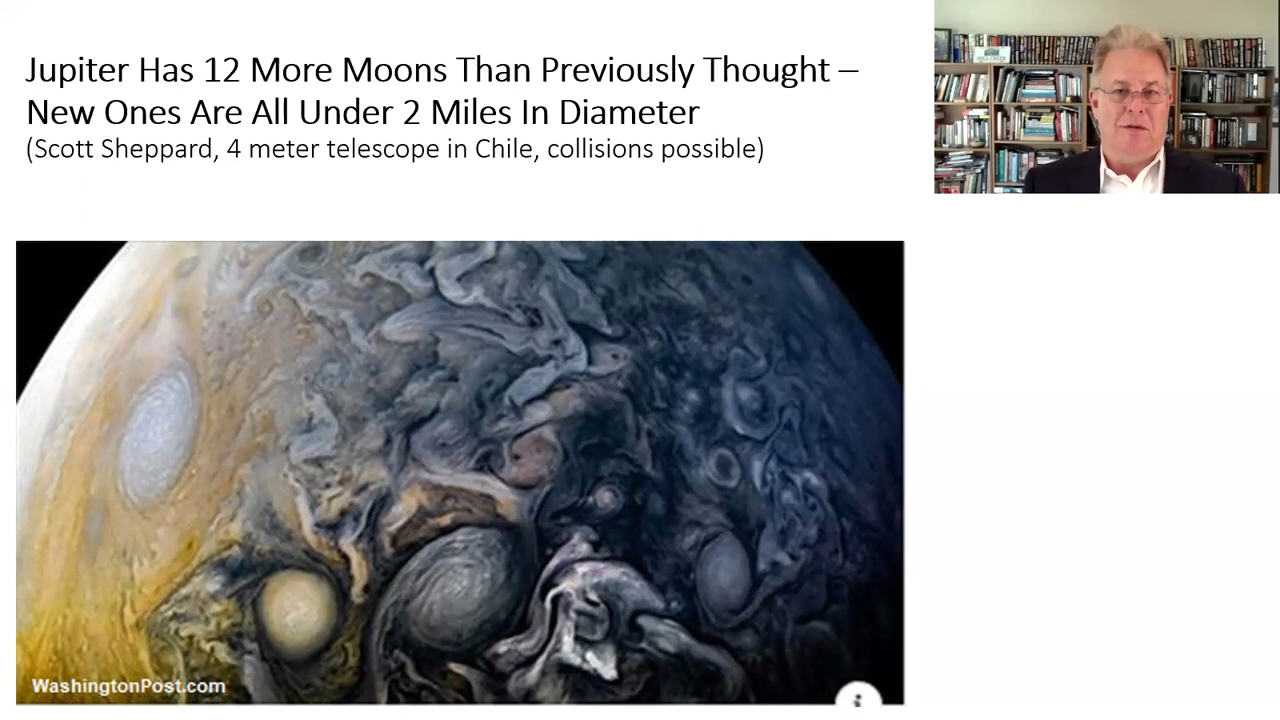 Jupiter Has 12 More Moons Than Previously Thought –
New Ones Are All Under 2 Miles In Diameter
(Scott Sheppard, 4 meter telescope in Chile, collisions possible)
WashingtonPost.com
i